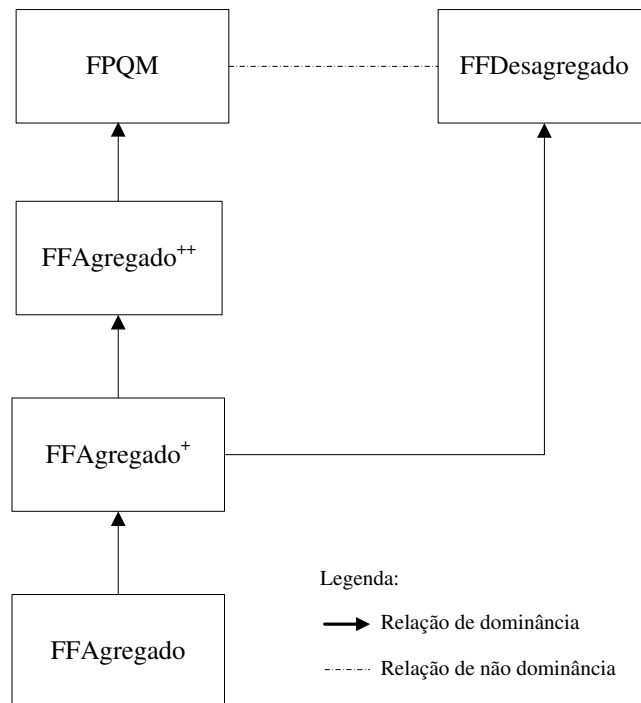 FPQM
FFDesagregado
FFAgregado++
FFAgregado+
FFAgregado
Legenda:
Relação de dominância
Relação de não dominância